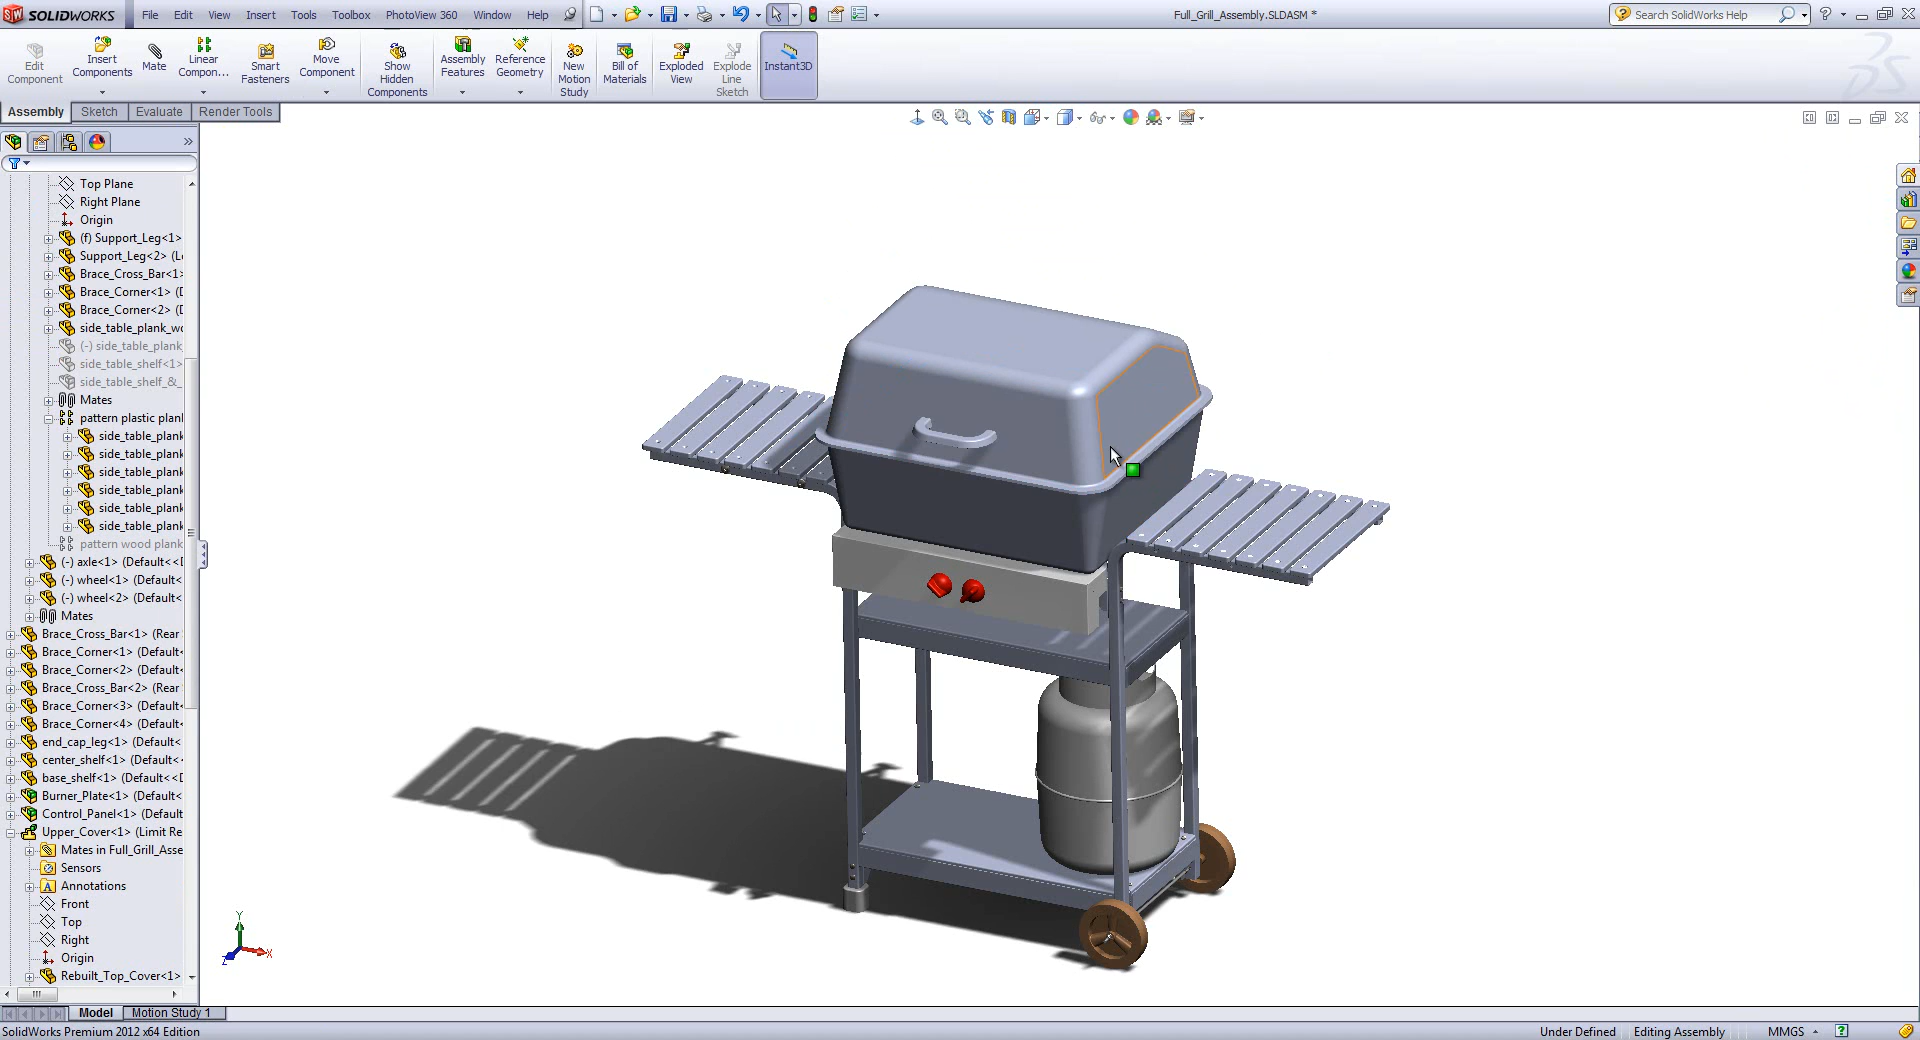 SW SOLIDWORKS File Edit View Insert Tools Toolbox PhotoView 360 Window Help Full_Grill_Assembly.SLDASM * Search SolidWorks Help
Edit Component
Insert Components
Mate
Linear Compon...
Smart Fasteners
Move Component
Show Hidden Components
Assembly Features
Reference Geometry
New Motion Study
Bill of Materials
Exploded View
Explode Line Sketch
Instant3D
Assembly Sketch Evaluate Render Tools
Top Plane
Right Plane
Origin
(f) Support_Leg<1>
Support_Leg<2> (L
Brace_Cross_Bar<1>
Brace_Corner<1> (D
Brace_Corner<2> (D
side_table_plank_wo
(-) side_table_plank
side_table_shelf<1>
side_table_shelf_&_
Mates
pattern plastic plan
side_table_plank
side_table_plank
side_table_plank
side_table_plank
side_table_plank
side_table_plank
pattern wood plank
(-) axle<1> (Default<<D
(-) wheel<1> (Default<
(-) wheel<2> (Default<
Mates
Brace_Cross_Bar<1> (Rear
Brace_Corner<1> (Default<
Brace_Corner<2> (Default<
Brace_Cross_Bar<2> (Rear
Brace_Corner<3> (Default<
Brace_Corner<4> (Default<
end_cap_leg<1> (Default<
center_shelf<1> (Default<
base_shelf<1> (Default<<D
Burner_Plate<1> (Default<
Control_Panel<1> (Default
Upper_Cover<1> (Limit Re
Mates in Full_Grill_Asse
Sensors
A Annotations
Front
Top
Right
Origin
Rebuilt_Top_Cover<1>
Y
X
Z
Model Motion Study 1
SolidWorks Premium 2012 x64 Edition Under Defined Editing Assembly MMGS